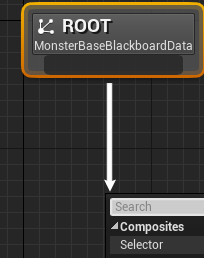 ROOT
MonsterBaseBlackboardData
Search
Composites
Selector